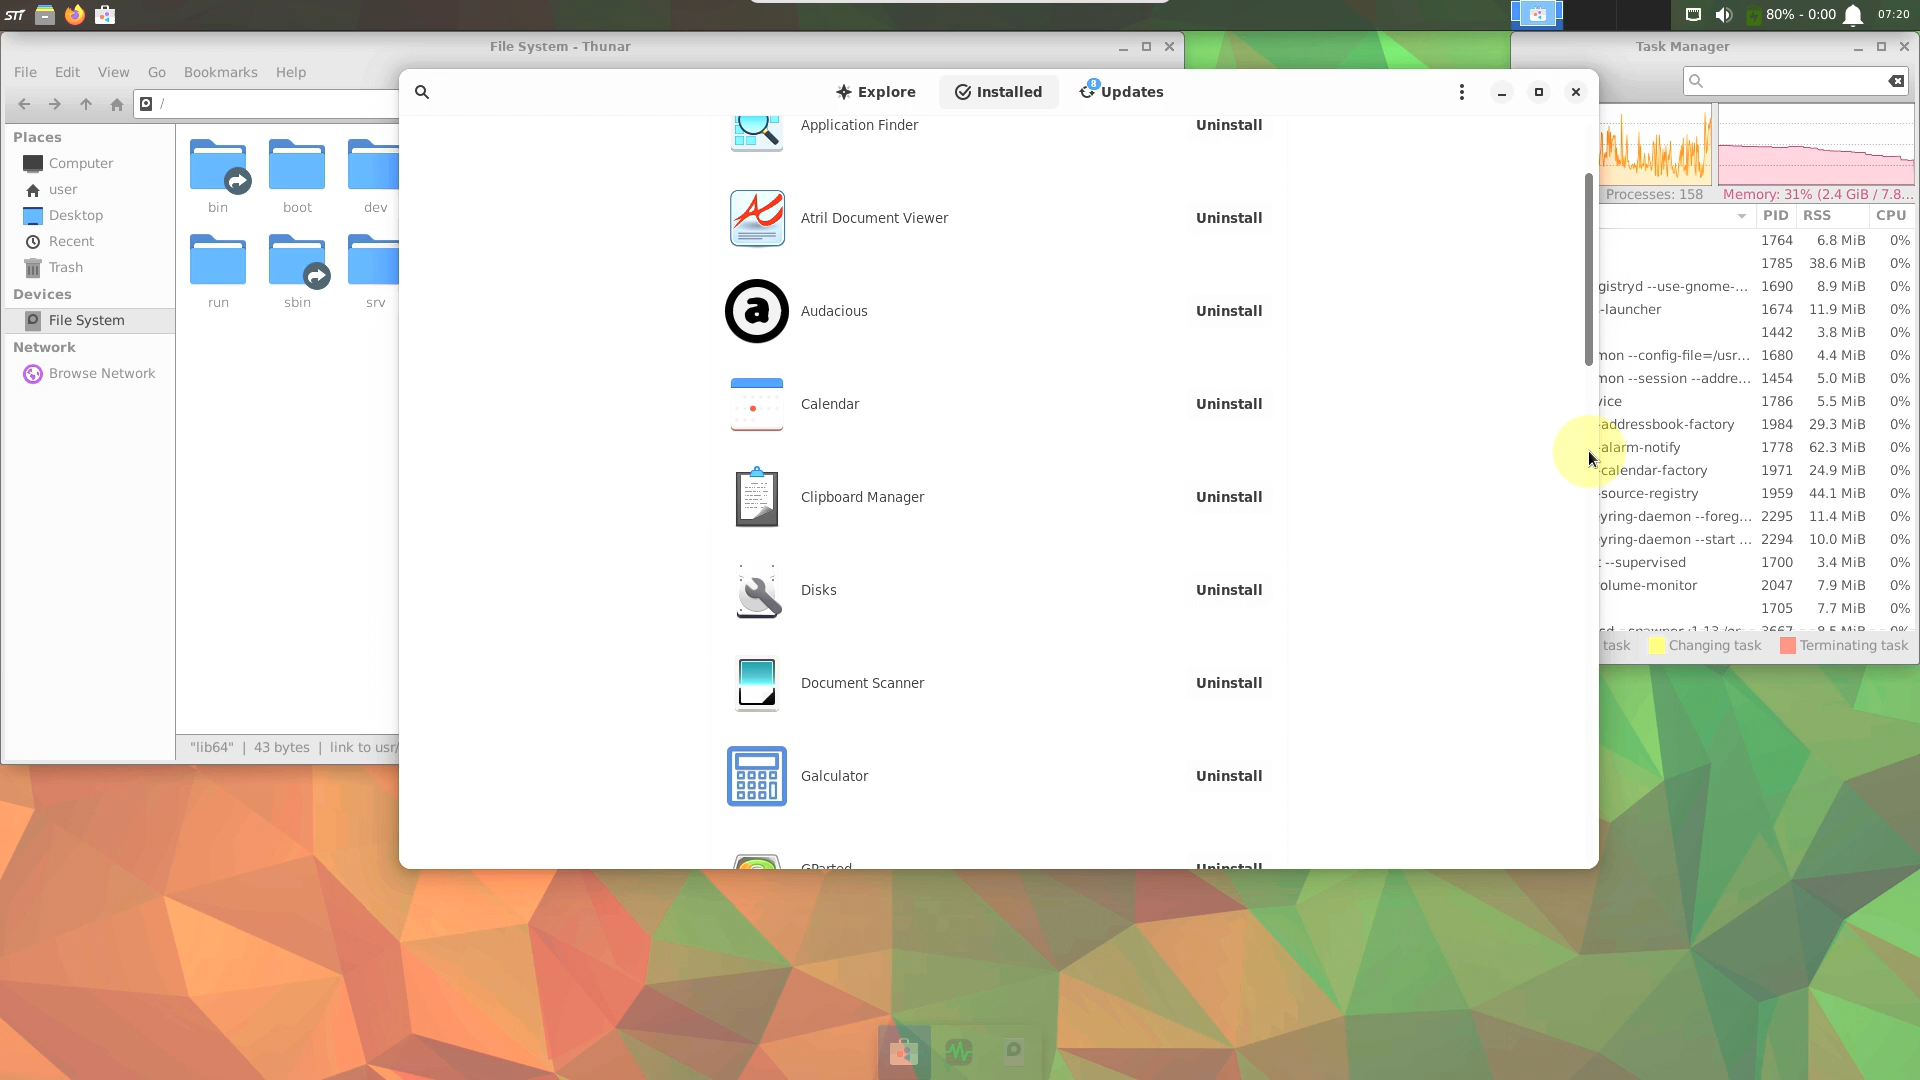 80% - 0:00
07:20
File System - Thunar
File Edit View Go Bookmarks Help
/
Places
Computer
user
Desktop
Recent
Trash
Devices
File System
Network
Browse Network
bin boot dev
run sbin srv
"lib64" | 43 bytes | link to usr/
Explore
Installed
8
Updates
Application Finder Uninstall
Atril Document Viewer Uninstall
Audacious Uninstall
Calendar Uninstall
Clipboard Manager Uninstall
Disks Uninstall
Document Scanner Uninstall
Galculator Uninstall
GParted Uninstall
Task Manager
Processes: 158 Memory: 31% (2.4 GiB / 7.8...
PID RSS CPU
1764 6.8 MiB 0%
1785 38.6 MiB 0%
gistryd --use-gnome-... 1690 8.9 MiB 0%
-launcher 1674 11.9 MiB 0%
1442 3.8 MiB 0%
mon --config-file=/usr... 1680 4.4 MiB 0%
mon --session --addre... 1454 5.0 MiB 0%
vice 1786 5.5 MiB 0%
-addressbook-factory 1984 29.3 MiB 0%
-alarm-notify 1778 62.3 MiB 0%
-calendar-factory 1971 24.9 MiB 0%
-source-registry 1959 44.1 MiB 0%
yring-daemon --foreg... 2295 11.4 MiB 0%
yring-daemon --start ... 2294 10.0 MiB 0%
--supervised 1700 3.4 MiB 0%
olume-monitor 2047 7.9 MiB 0%
1705 7.7 MiB 0%
task Changing task Terminating task